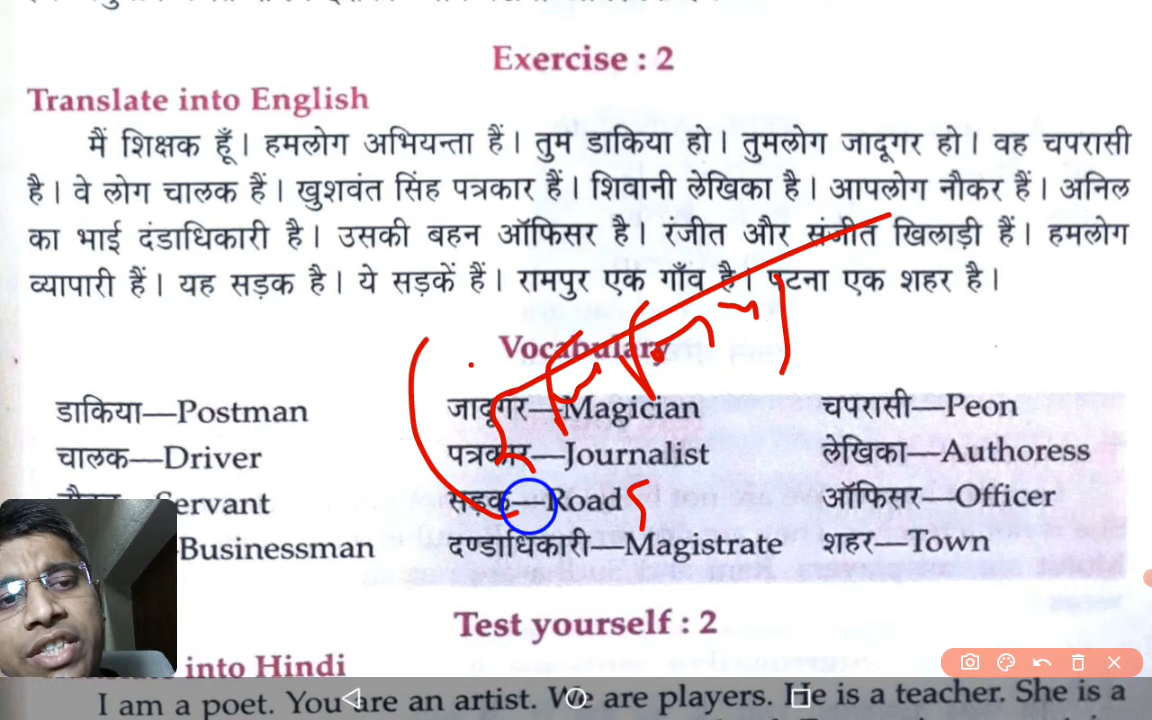 Exercise : 2
Translate into English
मैं शिक्षक हूँ। हमलोग अभियन्ता हैं। तुम डाकिया हो। तुमलोग जादूगर हो। वह चपरासी
है। वे लोग चालक हैं। खुशवंत सिंह पत्रकार हैं। शिवानी लेखिका है। आपलोग नौकर हैं। अनिल
का भाई दंडाधिकारी है। उसकी बहन ऑफिसर है। रंजीत और संजीत खिलाड़ी हैं। हमलोग
व्यापारी हैं। यह सड़क है। ये सड़कें हैं। रामपुर एक गाँव है। पटना एक शहर है।
Vocabulary
डाकिया—Postman जादूगर—Magician चपरासी—Peon
चालक—Driver पत्रकार—Journalist लेखिका—Authoress
Servant सड़क—Road ऑफिसर—Officer
Businessman दण्डाधिकारी—Magistrate शहर—Town
Test yourself : 2
into Hindi
I am a poet. You are an artist. We are players. He is a teacher. She is a